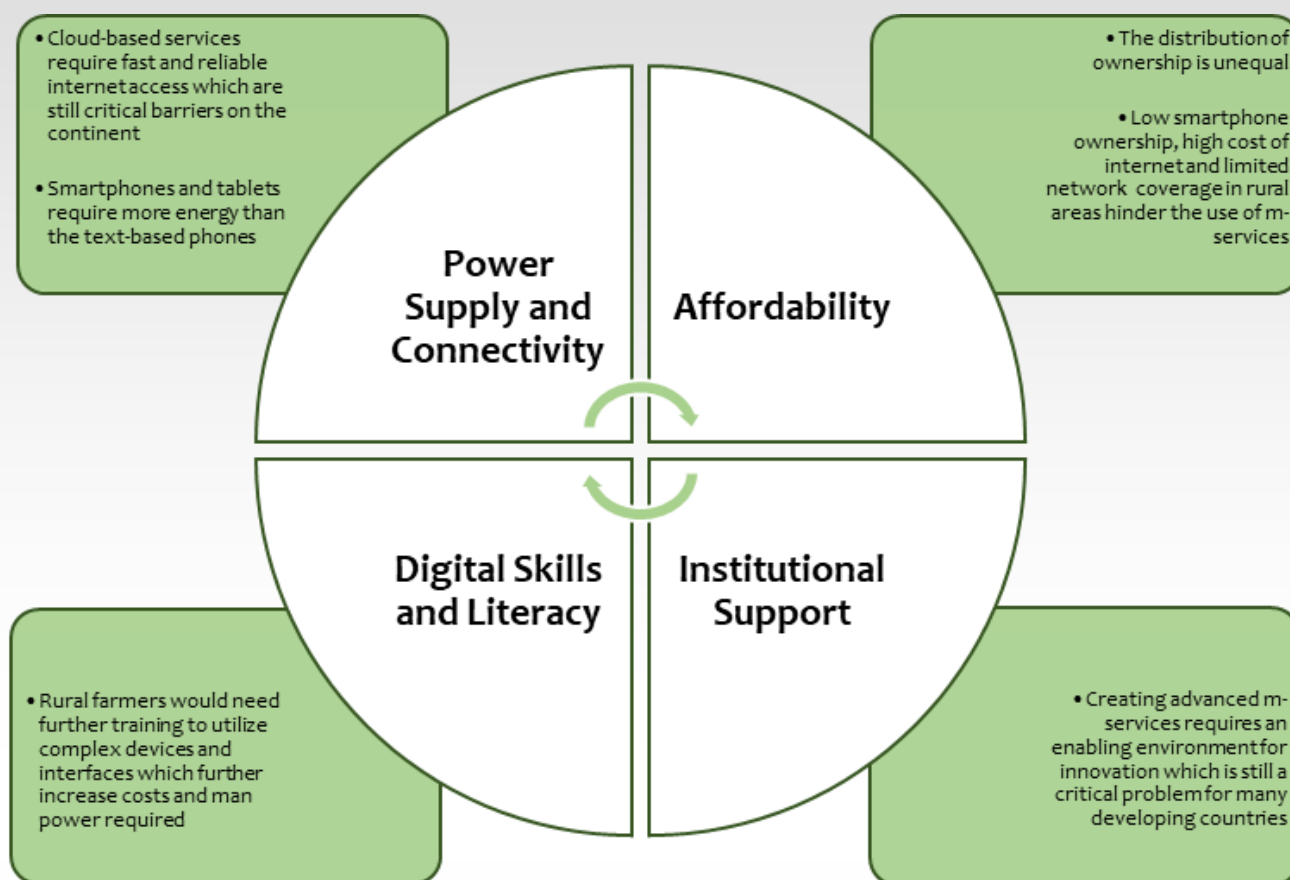 • Cloud-based services
require fast and reliable
internet access which are
still critical barriers on the
continent
• Smartphones and tablets
require more energy than
the text-based phones
• The distribution of
ownership is unequal
• Low smartphone
ownership, high cost of
internet and limited
network coverage in rural
areas hinder the use of m-
services
Power
Supply and
Connectivity
Affordability
Digital Skills
and Literacy
Institutional
Support
• Rural farmers would need
further training to utilize
complex devices and
interfaces which further
increase costs and man
power required
• Creating advanced m-
services requires an
enabling environment for
innovation which is still a
critical problem for many
developing countries